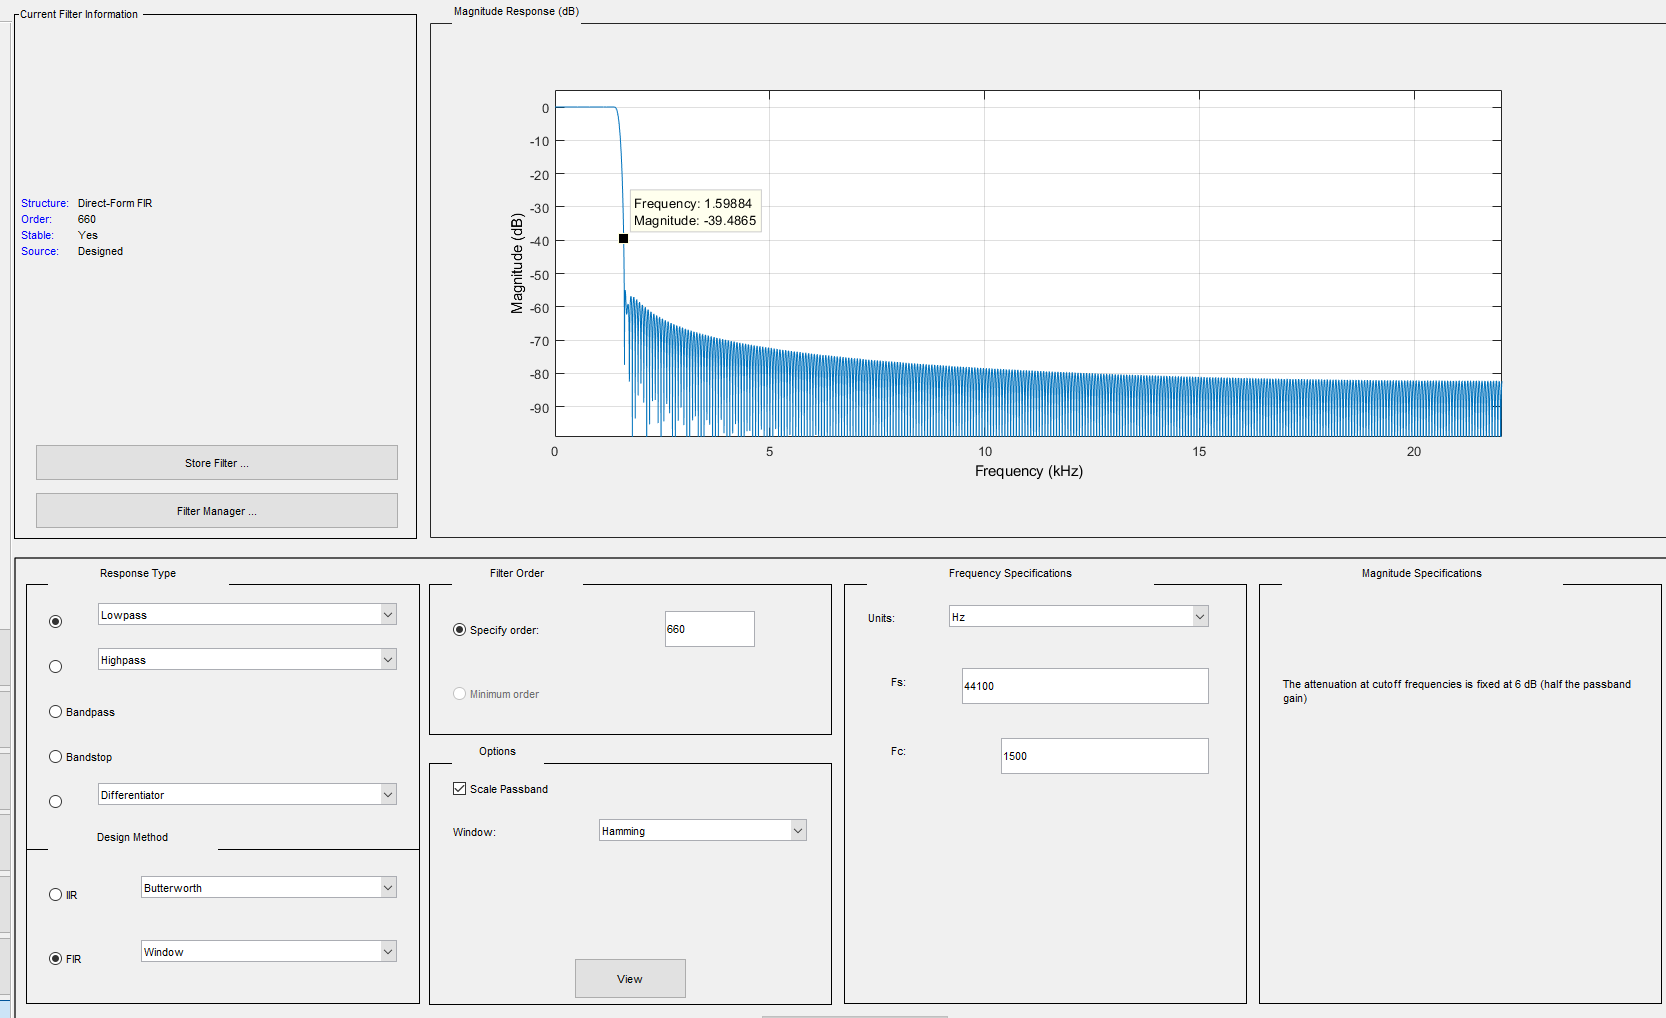 Current Filter Information
Structure: Direct-Form FIR
Order: 660
Stable: Yes
Source: Designed
Store Filter ...
Filter Manager ...
Magnitude Response (dB)
0
-10
-20
-30
-40
-50
-60
-70
-80
-90
Magnitude (dB)
Frequency: 1.59884
Magnitude: -39.4865
0 5 10 15 20
Frequency (kHz)
Response Type
Lowpass
Highpass
Bandpass
Bandstop
Differentiator
Design Method
IIR Butterworth
FIR Window
Filter Order
Specify order: 660
Minimum order
Options
Scale Passband
Window: Hamming
View
Frequency Specifications
Units: Hz
Fs: 44100
Fc: 1500
Magnitude Specifications
The attenuation at cutoff frequencies is fixed at 6 dB (half the passband
gain)